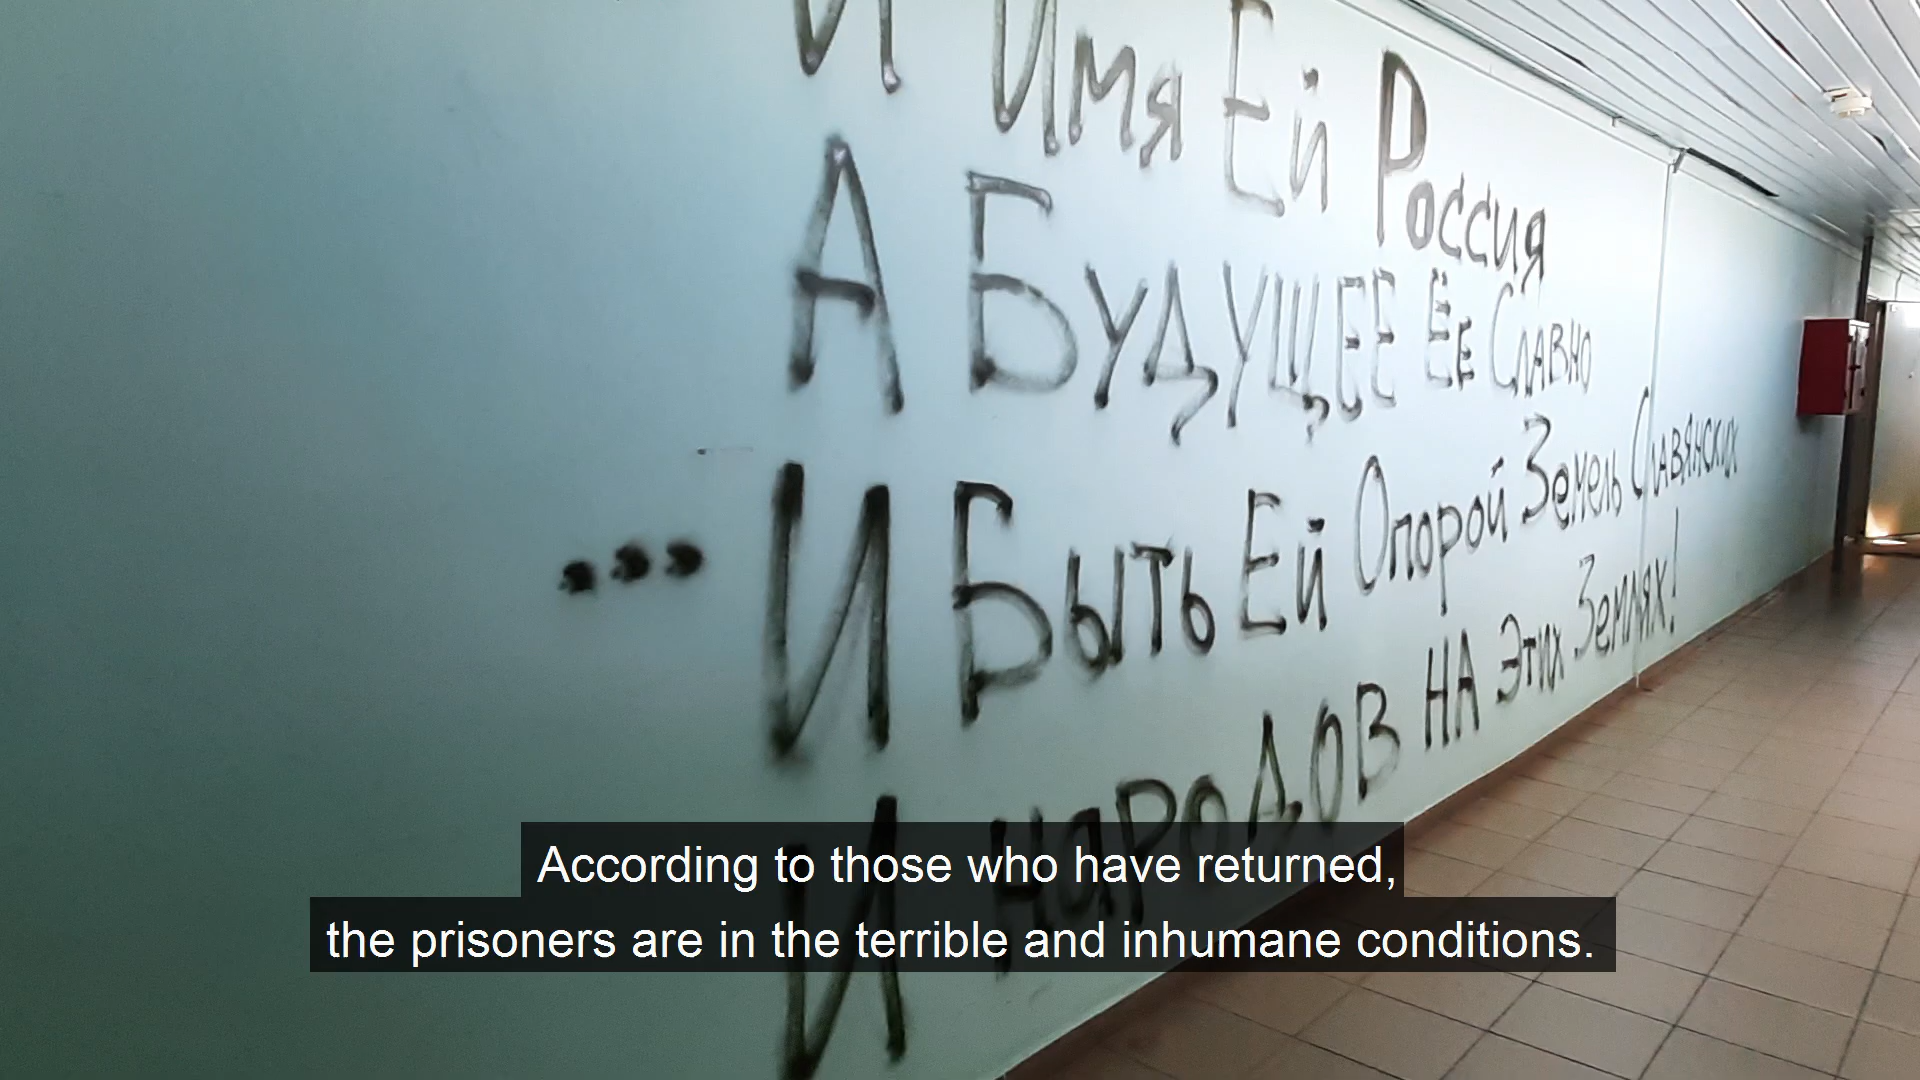 И Имя Ей Россия
А БУДУЩЕЕ ЁЕ СЛАВНО
... И Быть Ей Опорой Земель СлАвянских
И нАРОДОВ НА Этих Землях!
According to those who have returned,
the prisoners are in the terrible and inhumane conditions.